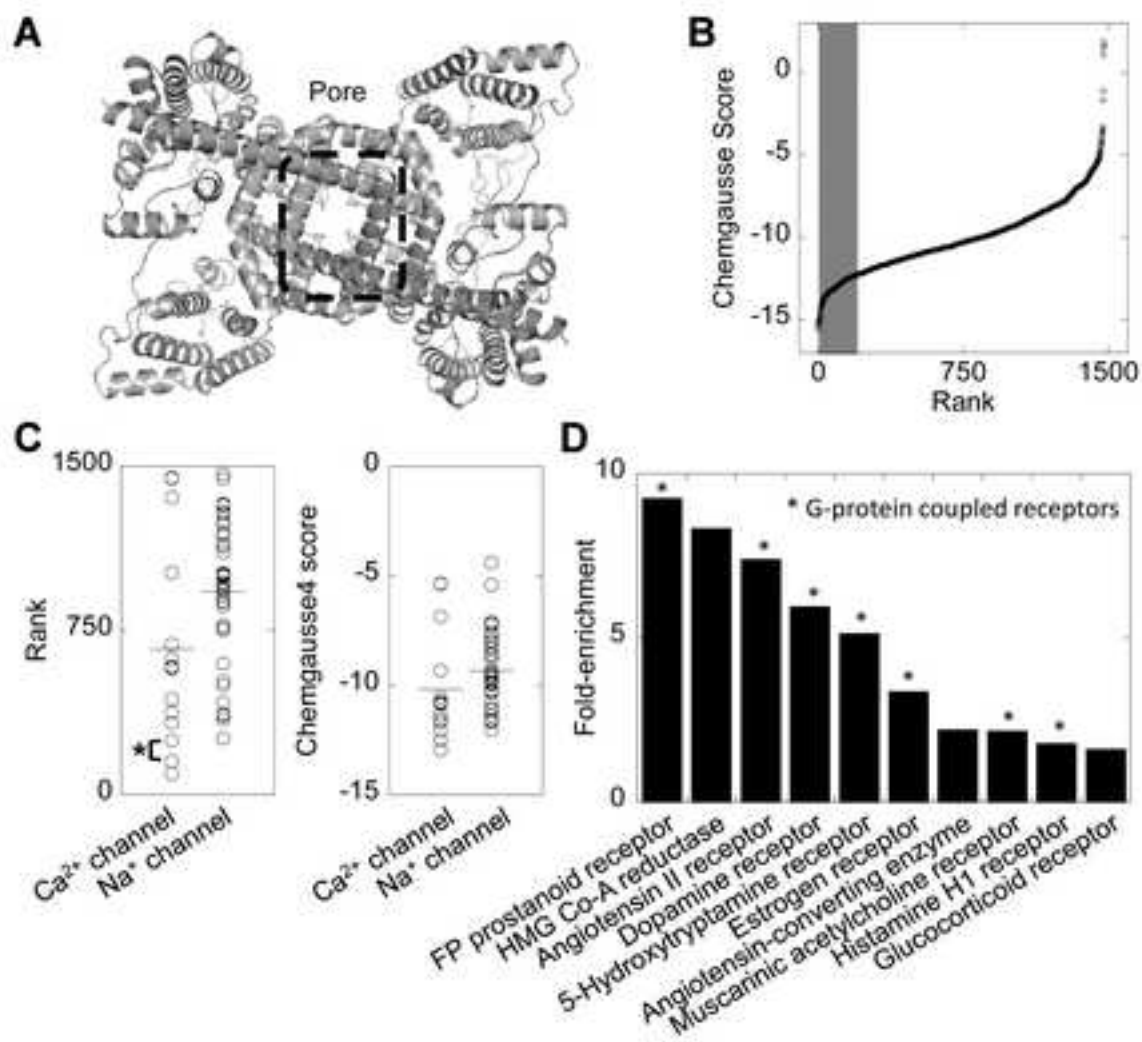 A
Pore
B
Chemgausse Score
0
-5
-10
-15
0 750 1500
Rank
C
Rank
1500
750
0
*
Ca²⁺ channel
Na⁺ channel
Chemgausse4 score
0
-5
-10
-15
Ca²⁺ channel
Na⁺ channel
D
Fold-enrichment
10
5
0
* G-protein coupled receptors
*
*
*
*
*
*
*
FP prostanoid receptor
HMG Co-A reductase
Angiotensin II receptor
Dopamine receptor
5-Hydroxytryptamine receptor
Estrogen receptor
Angiotensin-converting enzyme
Muscarinic acetylcholine receptor
Histamine H1 receptor
Glucocorticoid receptor